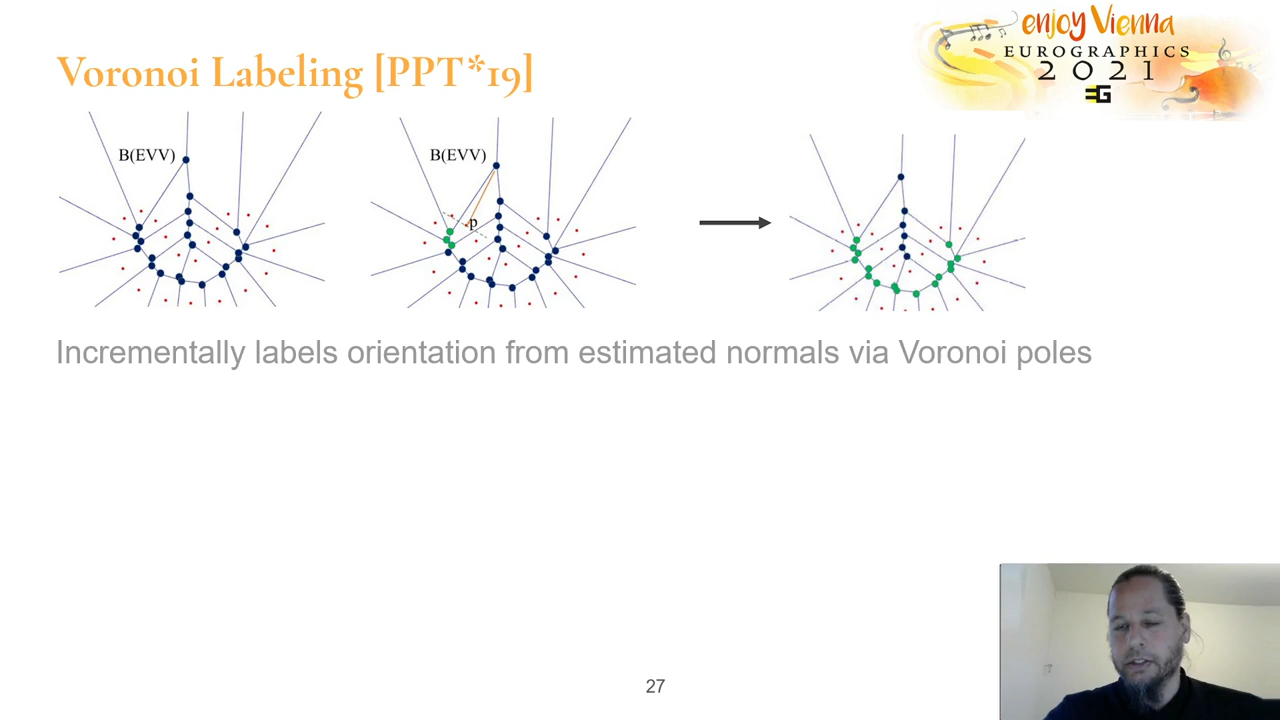 enjoy Vienna
EUROGRAPHICS
2021
EG
Voronoi Labeling [PPT*19]
B(EVV)
B(EVV)
p
Incrementally labels orientation from estimated normals via Voronoi poles
27